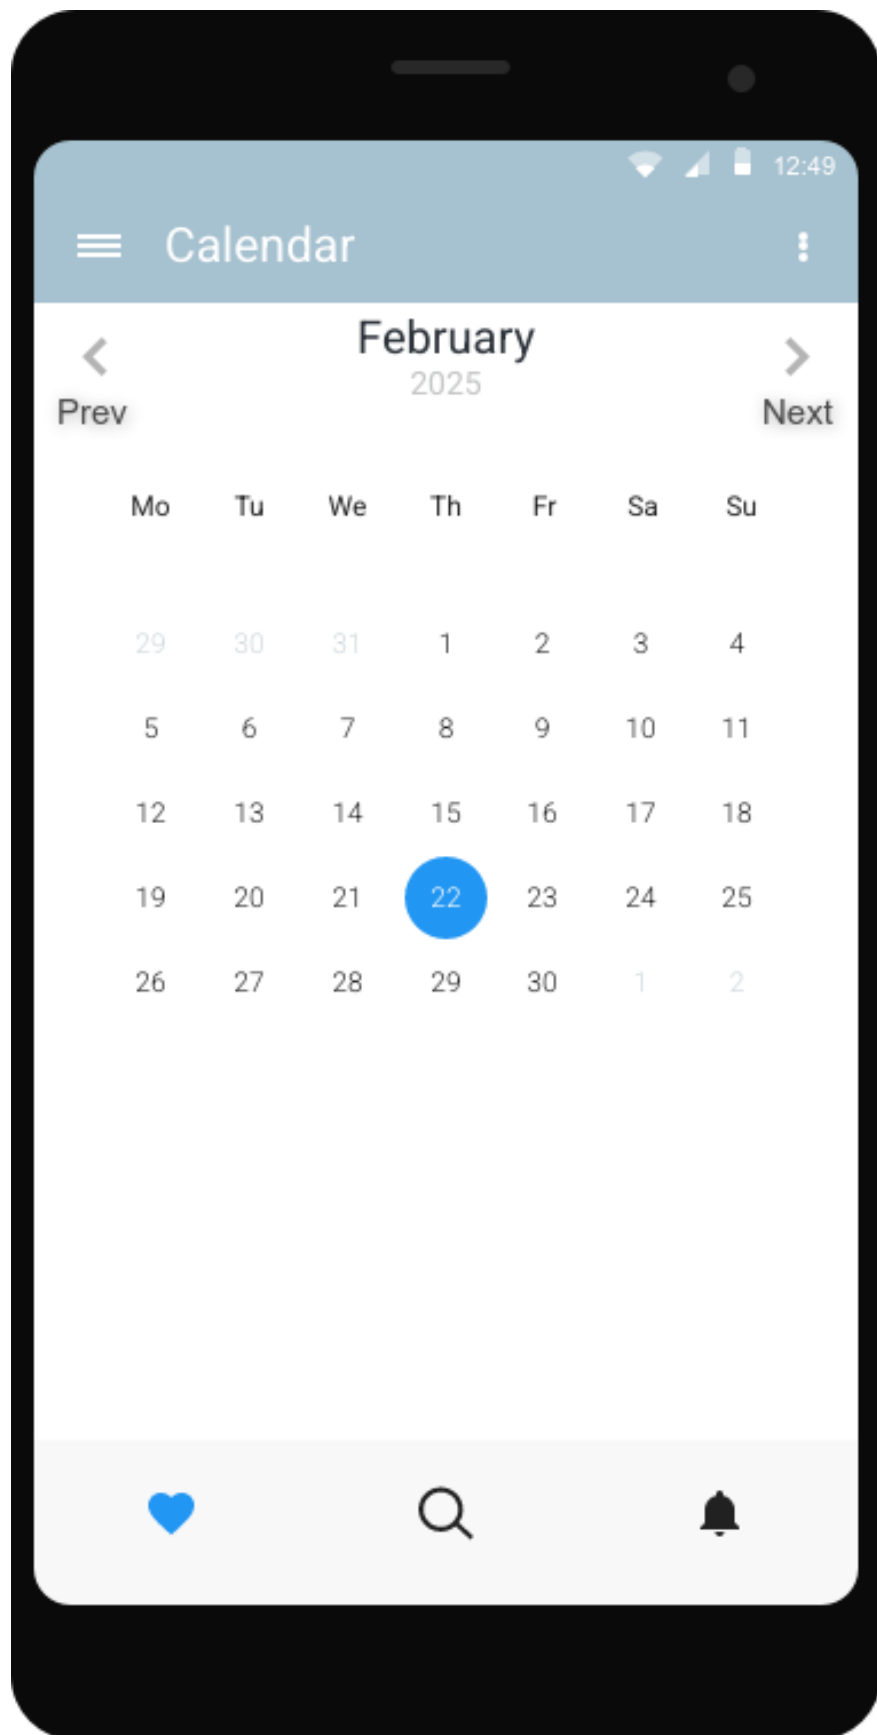 12:49
Calendar
February
2025
Prev
Next
Mo Tu We Th Fr Sa Su
29 30 31 1 2 3 4
5 6 7 8 9 10 11
12 13 14 15 16 17 18
19 20 21 22 23 24 25
26 27 28 29 30 1 2